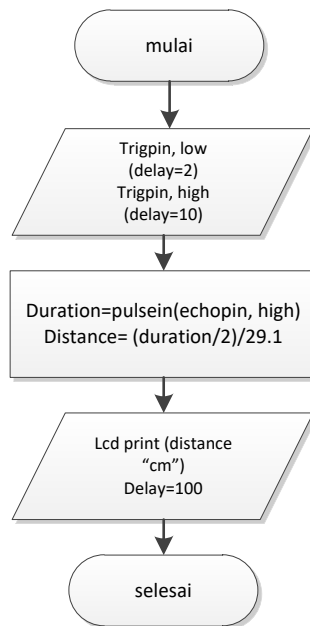 mulai
Trigpin, low
(delay=2)
Trigpin, high
(delay=10)
Duration=pulsein(echopin, high)
Distance= (duration/2)/29.1
Lcd print (distance
“cm”)
Delay=100
selesai